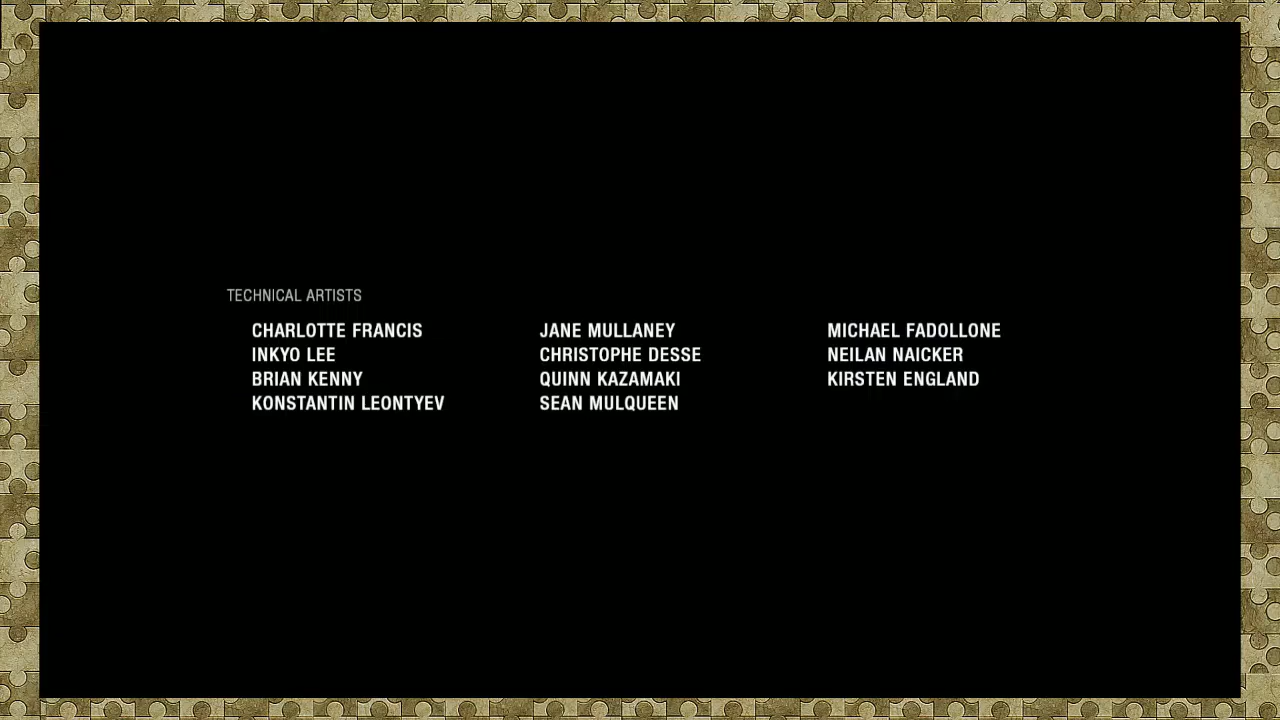 TECHNICAL ARTISTS
CHARLOTTE FRANCIS
INKYO LEE
BRIAN KENNY
KONSTANTIN LEONTYEV
JANE MULLANEY
CHRISTOPHE DESSE
QUINN KAZAMAKI
SEAN MULQUEEN
MICHAEL FADOLLONE
NEILAN NAICKER
KIRSTEN ENGLAND